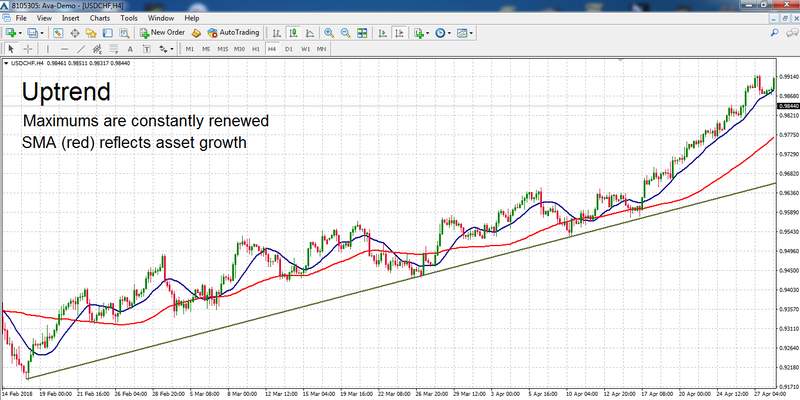 8105305: Ava-Demo - [USDCHF,H4]
File View Insert Charts Tools Window Help
New Order AutoTrading
A T M1 M5 M15 M30 H1 H4 D1 W1 MN
USDCHF,H4 0.98461 0.98511 0.98317 0.98440
Uptrend
Maximums are constantly renewed
SMA (red) reflects asset growth
0.99140
0.98680
0.98440
0.98210
0.97750
0.97290
0.96820
0.96360
0.95890
0.95430
0.94960
0.94500
0.94030
0.93570
0.93110
0.92640
0.92180
0.91710
14 Feb 2018 19 Feb 00:00 21 Feb 16:00 26 Feb 04:00 28 Feb 20:00 5 Mar 08:00 8 Mar 00:00 12 Mar 12:00 14 Mar 04:00 19 Mar 16:00 21 Mar 08:00 26 Mar 20:00 29 Mar 12:00 3 Apr 00:00 5 Apr 16:00 10 Apr 04:00 12 Apr 20:00 17 Apr 08:00 20 Apr 00:00 24 Apr 12:00 27 Apr 04:00